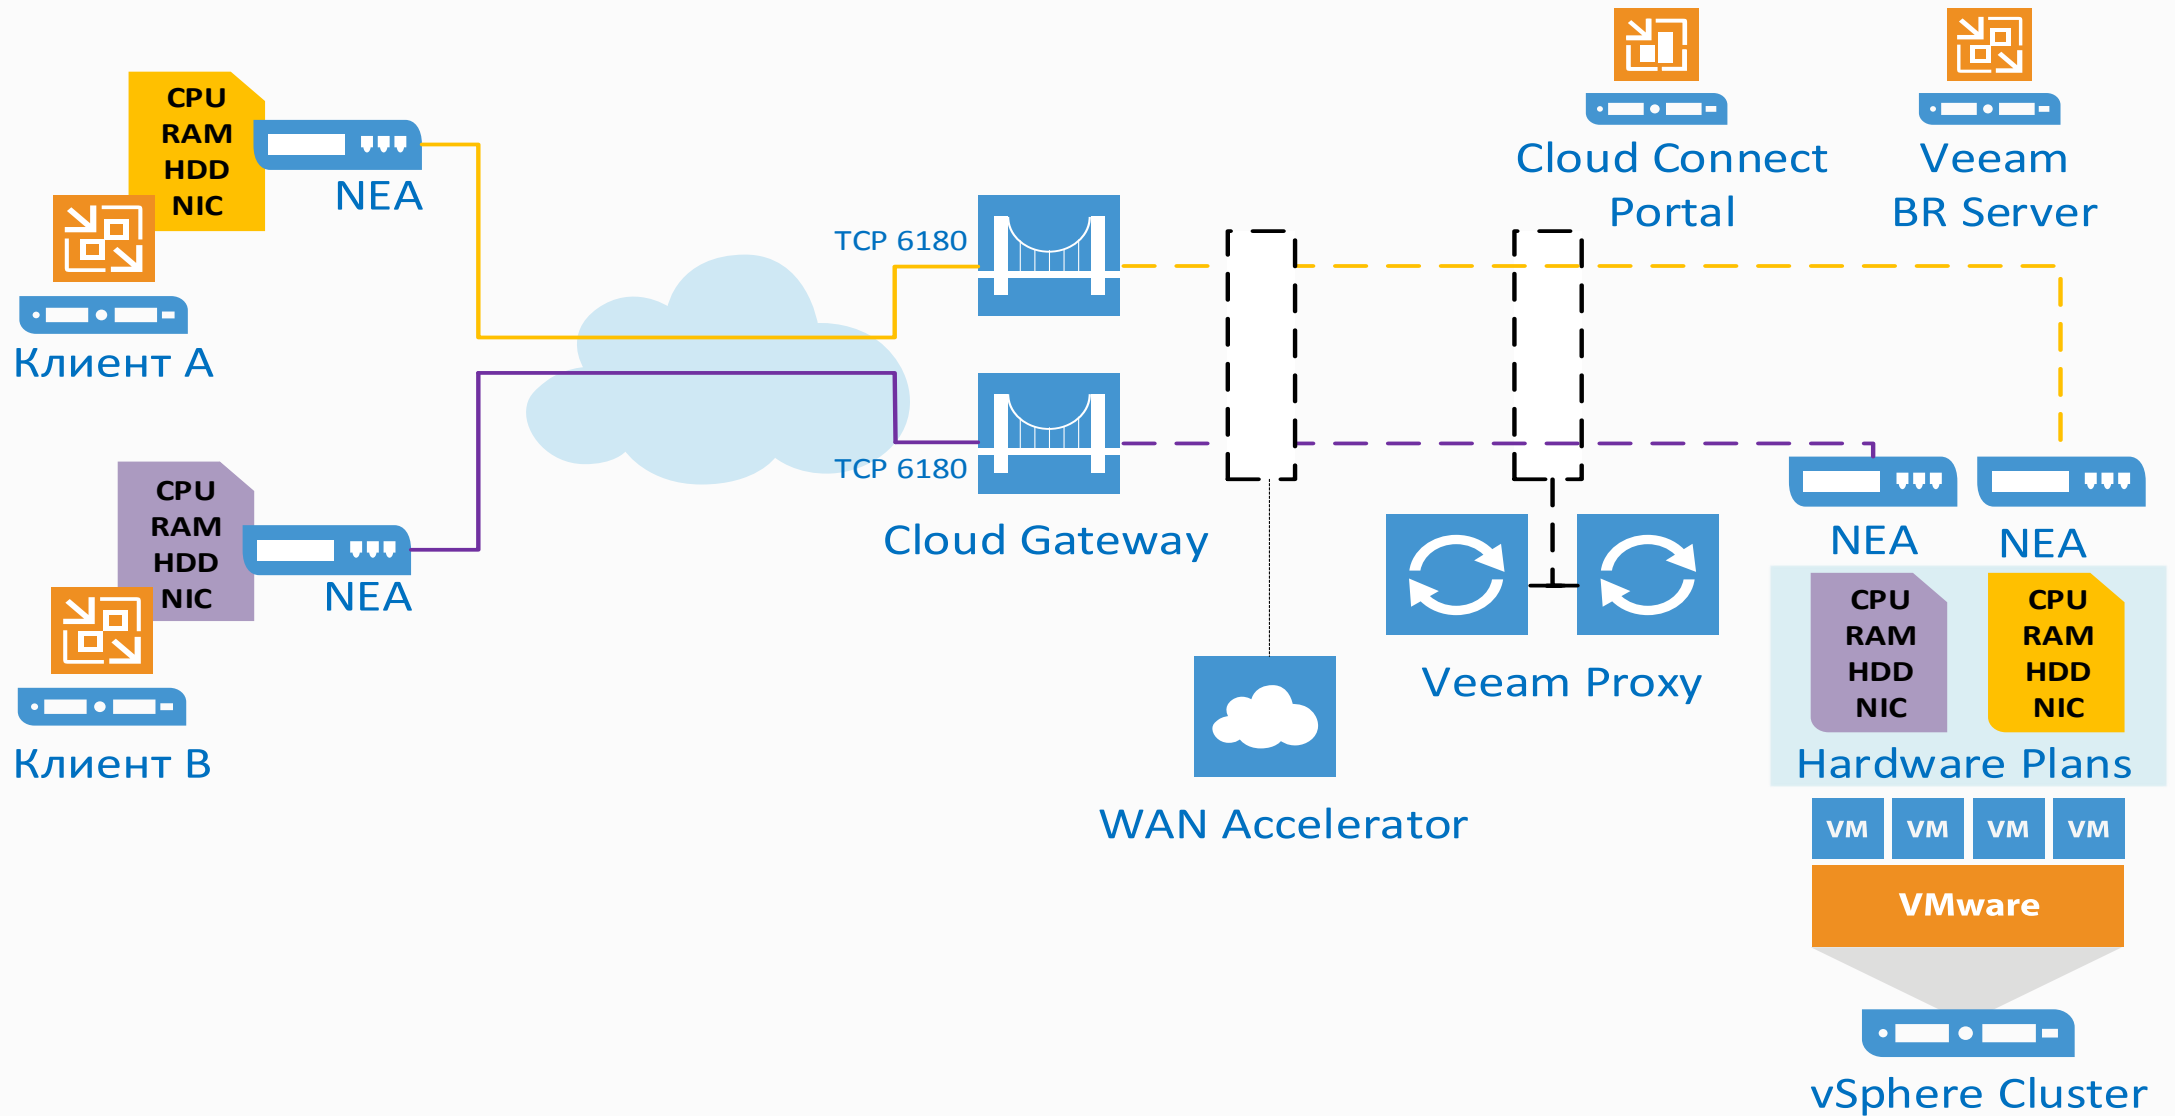 CPU
RAM
HDD
NIC
NEA
Клиент A
CPU
RAM
HDD
NIC
NEA
Клиент B
TCP 6180
TCP 6180
Cloud Gateway
WAN Accelerator
Veeam Proxy
Cloud Connect
Portal
Veeam
BR Server
NEA
NEA
CPU
RAM
HDD
NIC
CPU
RAM
HDD
NIC
Hardware Plans
VM
VM
VM
VM
VMware
vSphere Cluster